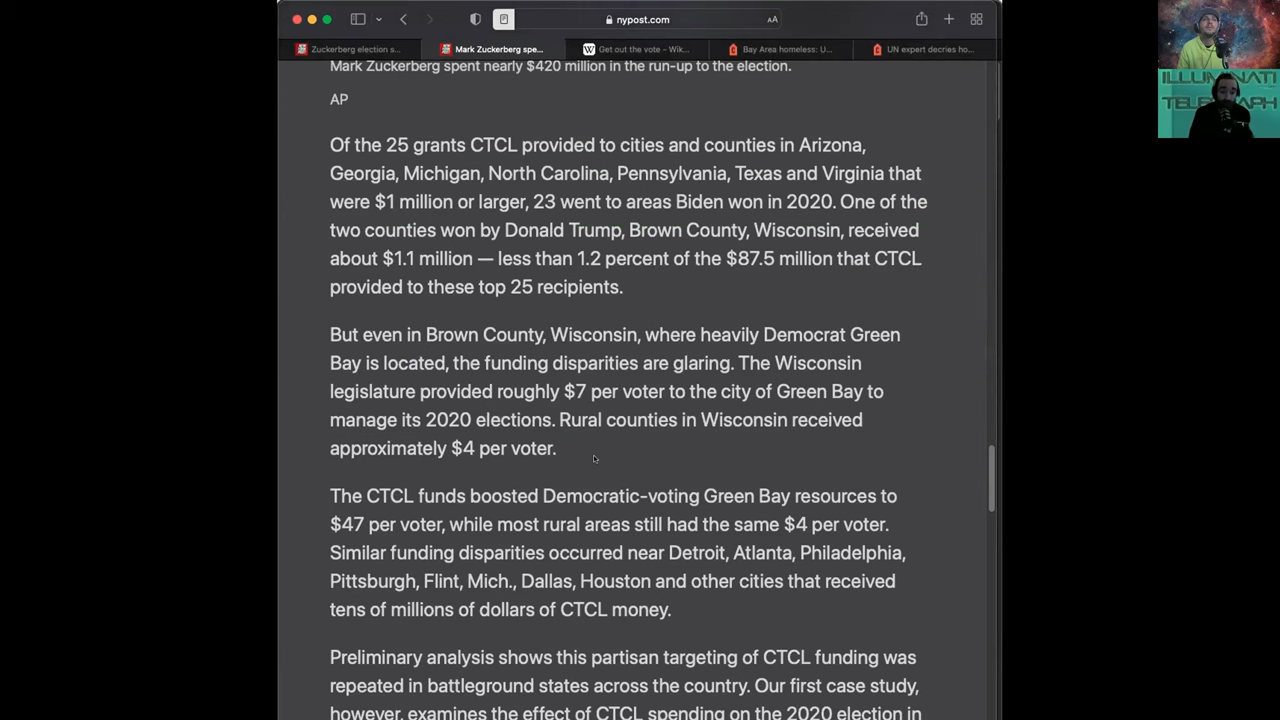 nypost.com
AA
Zuckerberg election s...
Mark Zuckerberg spe...
W Get out the vote - Wik...
Bay Area homeless: U...
UN expert decries ho...
Mark Zuckerberg spent nearly $420 million in the run-up to the election.
AP
Of the 25 grants CTCL provided to cities and counties in Arizona,
Georgia, Michigan, North Carolina, Pennsylvania, Texas and Virginia that
were $1 million or larger, 23 went to areas Biden won in 2020. One of the
two counties won by Donald Trump, Brown County, Wisconsin, received
about $1.1 million — less than 1.2 percent of the $87.5 million that CTCL
provided to these top 25 recipients.
But even in Brown County, Wisconsin, where heavily Democrat Green
Bay is located, the funding disparities are glaring. The Wisconsin
legislature provided roughly $7 per voter to the city of Green Bay to
manage its 2020 elections. Rural counties in Wisconsin received
approximately $4 per voter.
The CTCL funds boosted Democratic-voting Green Bay resources to
$47 per voter, while most rural areas still had the same $4 per voter.
Similar funding disparities occurred near Detroit, Atlanta, Philadelphia,
Pittsburgh, Flint, Mich., Dallas, Houston and other cities that received
tens of millions of dollars of CTCL money.
Preliminary analysis shows this partisan targeting of CTCL funding was
repeated in battleground states across the country. Our first case study,
however, examines the effect of CTCL spending on the 2020 election in
ILLUMINATI